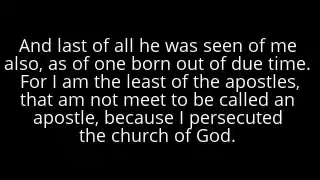 And last of all he was seen of me
also, as of one born out of due time.
For I am the least of the apostles,
that am not meet to be called an
apostle, because I persecuted
the church of God.